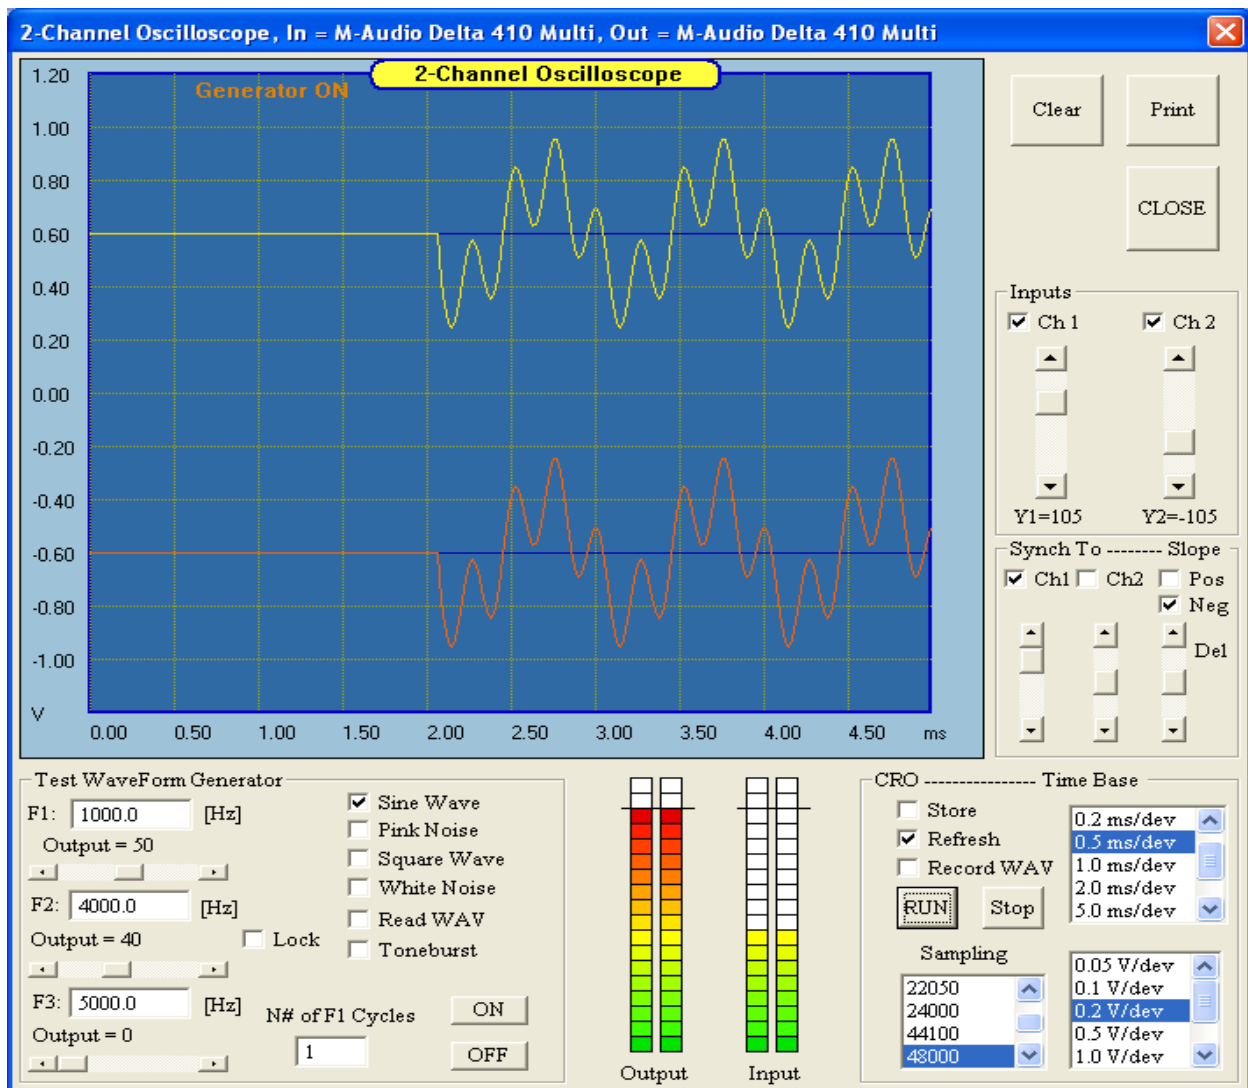 2-Channel Oscilloscope, In = M-Audio Delta 410 Multi, Out = M-Audio Delta 410 Multi
2-Channel Oscilloscope
Generator ON
1.20
1.00
0.80
0.60
0.40
0.20
0.00
-0.20
-0.40
-0.60
-0.80
-1.00
V
0.00 0.50 1.00 1.50 2.00 2.50 3.00 3.50 4.00 4.50 ms
Clear Print
CLOSE
Inputs
Ch 1 Ch 2
Y1=105 Y2=-105
Synch To -------- Slope
Ch1 Ch2 Pos
Neg
Del
Test WaveForm Generator
F1: 1000.0 [Hz]
Output = 50
F2: 4000.0 [Hz]
Output = 40 Lock
F3: 5000.0 [Hz]
Output = 0
Sine Wave
Pink Noise
Square Wave
White Noise
Read WAV
Toneburst
N# of F1 Cycles
1
ON
OFF
Output Input
CRO ---------------- Time Base
Store
Refresh
Record WAV
RUN Stop
0.2 ms/dev
0.5 ms/dev
1.0 ms/dev
2.0 ms/dev
5.0 ms/dev
Sampling
22050
24000
44100
48000
0.05 V/dev
0.1 V/dev
0.2 V/dev
0.5 V/dev
1.0 V/dev